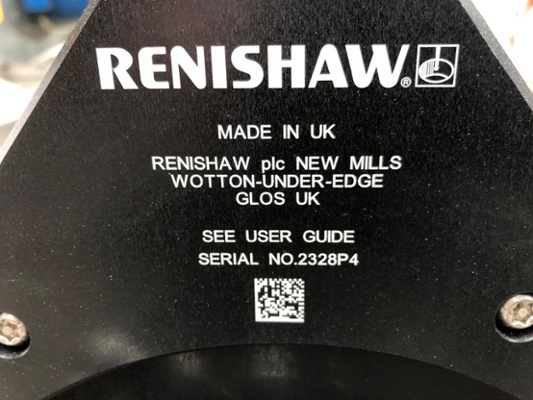 RENISHAW®
MADE IN UK
RENISHAW plc NEW MILLS
WOTTON-UNDER-EDGE
GLOS UK
SEE USER GUIDE
SERIAL NO.2328P4